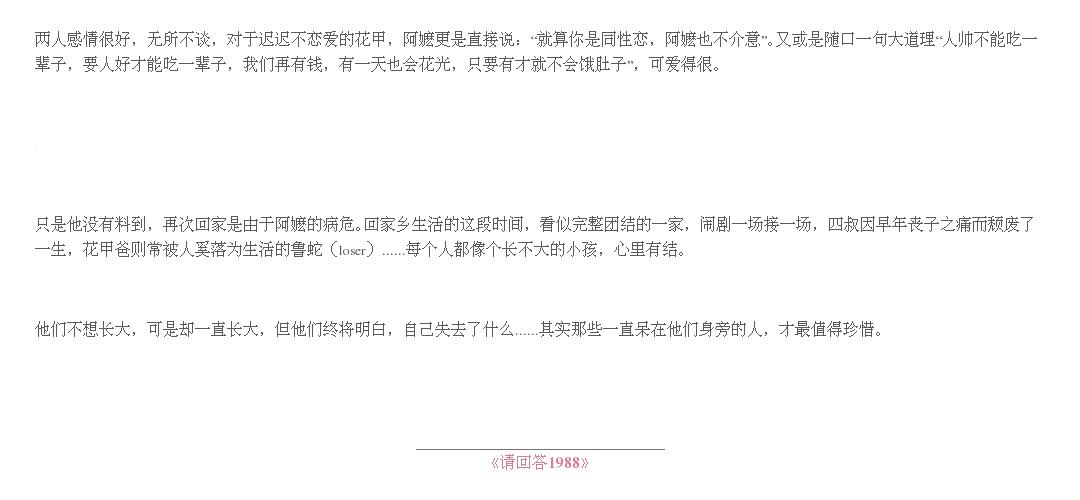 两人感情很好，无所不谈，对于迟迟不恋爱的花甲，阿嬷更是直接说：“就算你是同性恋，阿嬷也不介意”。又或是随口一句大道理“人帅不能吃一
辈子，要人好才能吃一辈子，我们再有钱，有一天也会花光，只要有才就不会饿肚子”，可爱得很。
只是他没有料到，再次回家是由于阿嬷的病危。回家乡生活的这段时间，看似完整团结的一家，闹剧一场接一场，四叔因早年丧子之痛而颓废了
一生，花甲爸则常被人奚落为生活的鲁蛇（loser）......每个人都像个长不大的小孩，心里有结。
他们不想长大，可是却一直长大，但他们终将明白，自己失去了什么......其实那些一直呆在他们身旁的人，才最值得珍惜。
《请回答1988》